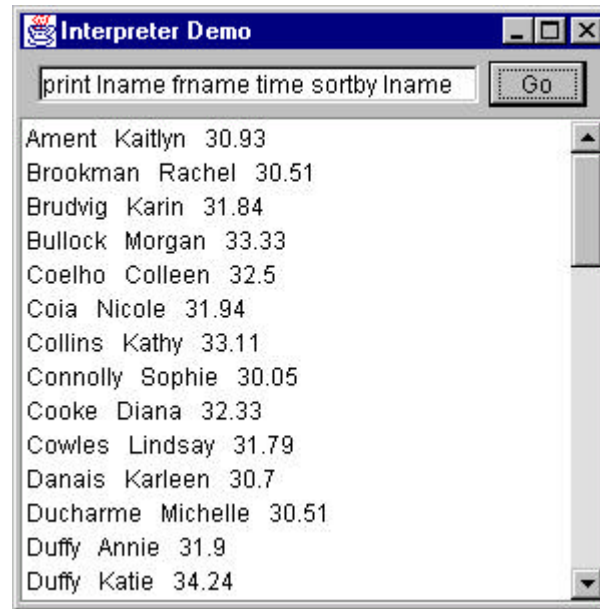 Interpreter Demo
print lname frname time sortby lname
Go
Ament Kaitlyn 30.93
Brookman Rachel 30.51
Brudvig Karin 31.84
Bullock Morgan 33.33
Coelho Colleen 32.5
Coia Nicole 31.94
Collins Kathy 33.11
Connolly Sophie 30.05
Cooke Diana 32.33
Cowles Lindsay 31.79
Danais Karleen 30.7
Ducharme Michelle 30.51
Duffy Annie 31.9
Duffy Katie 34.24